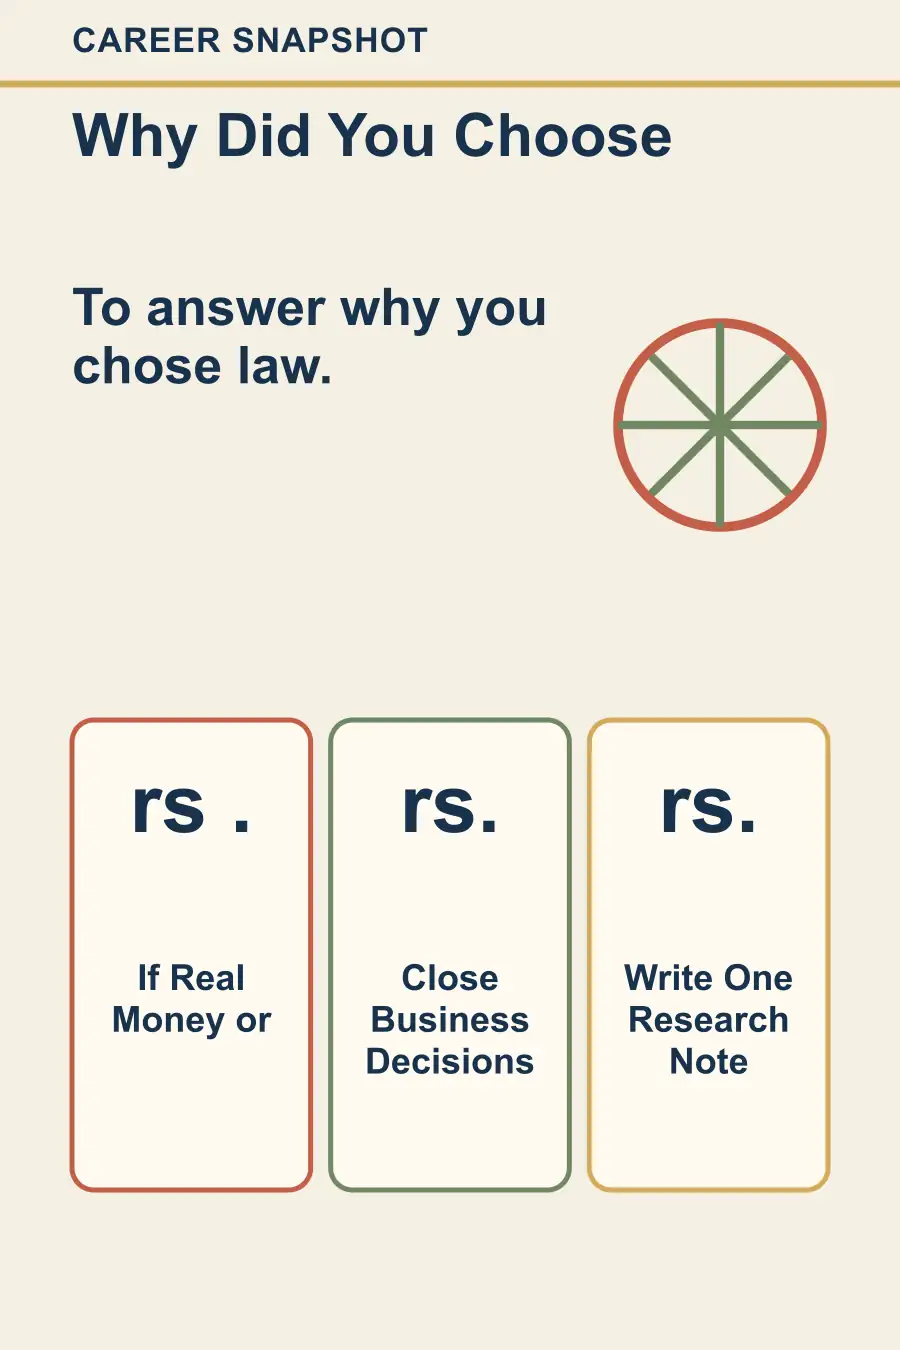 CAREER SNAPSHOT
Why Did You Choose
To answer why you
chose law.
rs .
If Real
Money or
rs.
Close
Business
Decisions
rs.
Write One
Research
Note